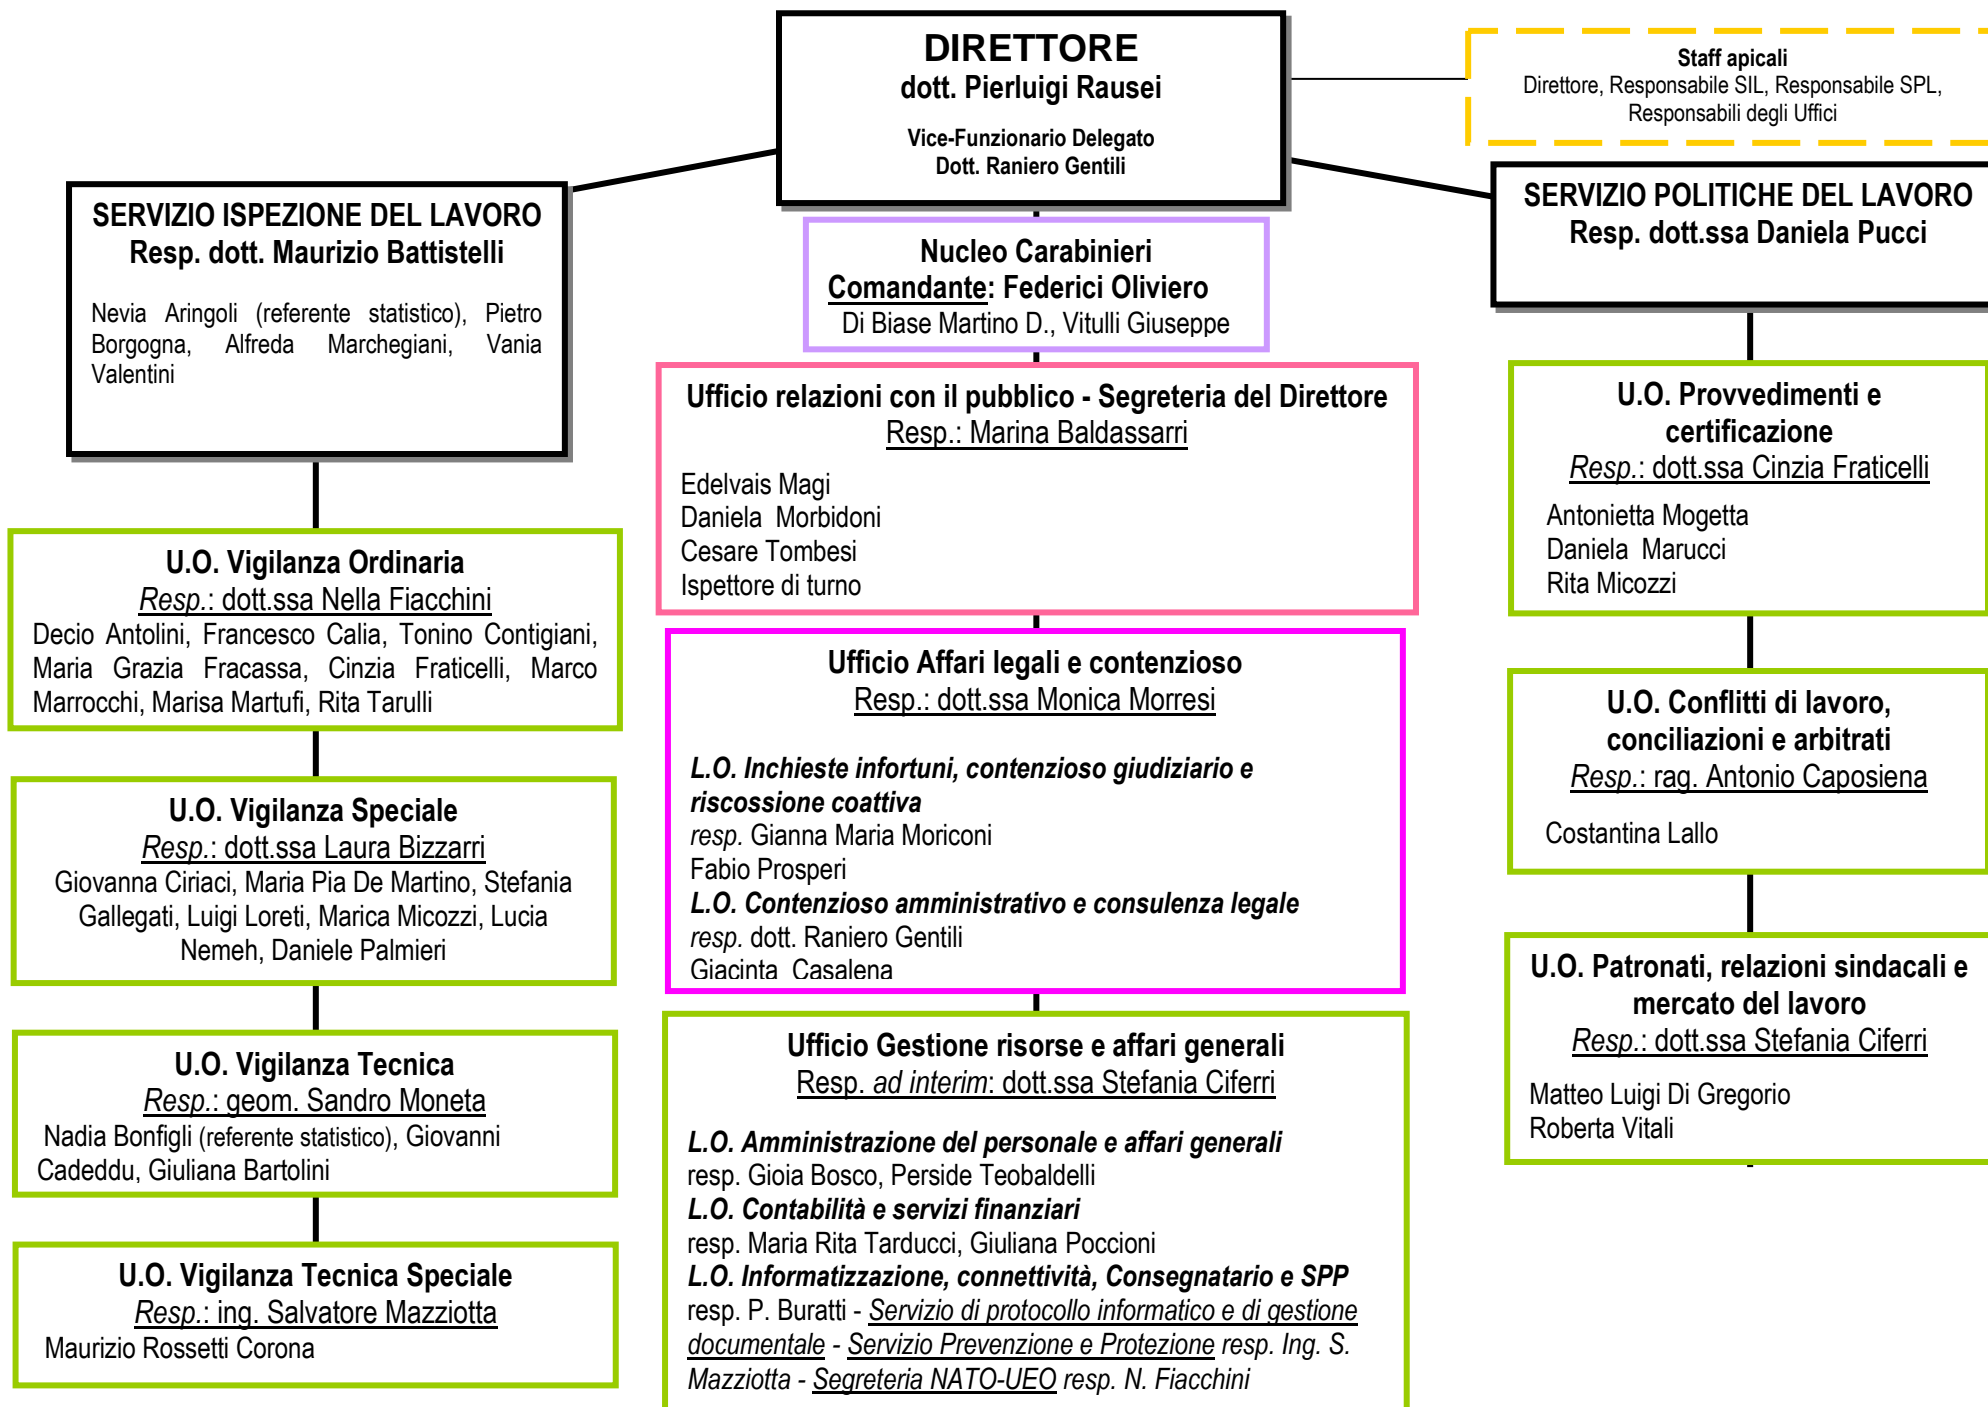 DIRETTORE
dott. Pierluigi Rausei
Vice-Funzionario Delegato
Dott. Raniero Gentili
Staff apicali
Direttore, Responsabile SIL, Responsabile SPL,
Responsabili degli Uffici
SERVIZIO ISPEZIONE DEL LAVORO
Resp. dott. Maurizio Battistelli
Nevia Aringoli (referente statistico), Pietro
Borgogna, Alfreda Marchegiani, Vania
Valentini
U.O. Vigilanza Ordinaria
Resp.: dott.ssa Nella Fiacchini
Decio Antolini, Francesco Calia, Tonino Contigiani,
Maria Grazia Fracassa, Cinzia Fraticelli, Marco
Marrocchi, Marisa Martufi, Rita Tarulli
U.O. Vigilanza Speciale
Resp.: dott.ssa Laura Bizzarri
Giovanna Ciriaci, Maria Pia De Martino, Stefania
Gallegati, Luigi Loreti, Marica Micozzi, Lucia
Nemeh, Daniele Palmieri
U.O. Vigilanza Tecnica
Resp.: geom. Sandro Moneta
Nadia Bonfigli (referente statistico), Giovanni
Cadeddu, Giuliana Bartolini
U.O. Vigilanza Tecnica Speciale
Resp.: ing. Salvatore Mazziotta
Maurizio Rossetti Corona
Nucleo Carabinieri
Comandante: Federici Oliviero
Di Biase Martino D., Vitulli Giuseppe
Ufficio relazioni con il pubblico - Segreteria del Direttore
Resp.: Marina Baldassarri
Edelvais Magi
Daniela Morbidoni
Cesare Tombesi
Ispettore di turno
Ufficio Affari legali e contenzioso
Resp.: dott.ssa Monica Morresi
L.O. Inchieste infortuni, contenzioso giudiziario e
riscossione coattiva
resp. Gianna Maria Moriconi
Fabio Prosperi
L.O. Contenzioso amministrativo e consulenza legale
resp. dott. Raniero Gentili
Giacinta Casalena
Ufficio Gestione risorse e affari generali
Resp. ad interim: dott.ssa Stefania Ciferri
L.O. Amministrazione del personale e affari generali
resp. Gioia Bosco, Perside Teobaldelli
L.O. Contabilità e servizi finanziari
resp. Maria Rita Tarducci, Giuliana Poccioni
L.O. Informatizzazione, connettività, Consegnatario e SPP
resp. P. Buratti - Servizio di protocollo informatico e di gestione
documentale - Servizio Prevenzione e Protezione resp. Ing. S.
Mazziotta - Segreteria NATO-UEO resp. N. Fiacchini
SERVIZIO POLITICHE DEL LAVORO
Resp. dott.ssa Daniela Pucci
U.O. Provvedimenti e
certificazione
Resp.: dott.ssa Cinzia Fraticelli
Antonietta Mogetta
Daniela Marucci
Rita Micozzi
U.O. Conflitti di lavoro,
conciliazioni e arbitrati
Resp.: rag. Antonio Caposiena
Costantina Lallo
U.O. Patronati, relazioni sindacali e
mercato del lavoro
Resp.: dott.ssa Stefania Ciferri
Matteo Luigi Di Gregorio
Roberta Vitali